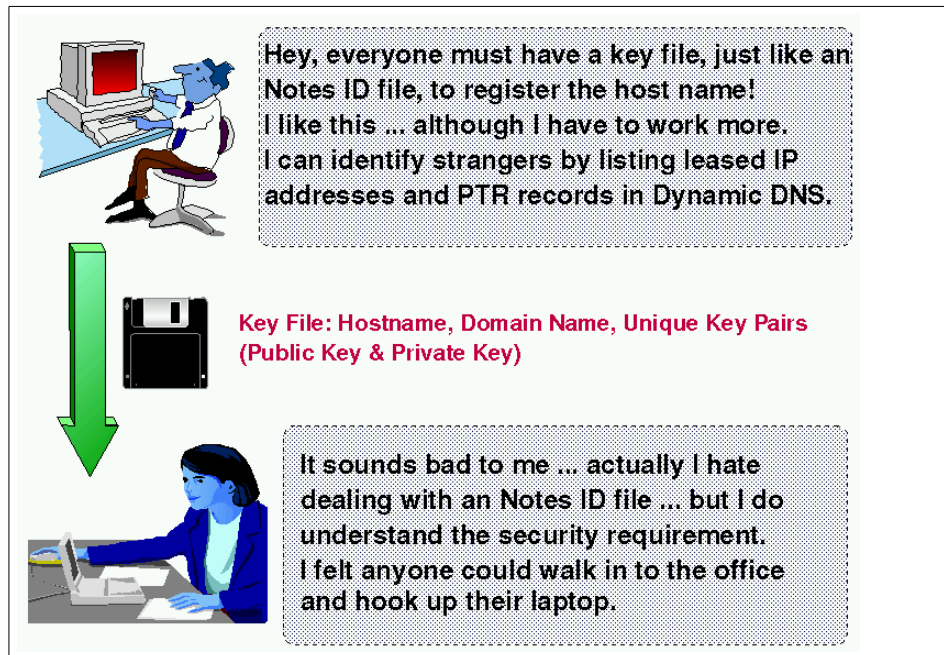 Hey, everyone must have a key file, just like an
Notes ID file, to register the host name!
I like this ... although I have to work more.
I can identify strangers by listing leased IP
addresses and PTR records in Dynamic DNS.
Key File: Hostname, Domain Name, Unique Key Pairs
(Public Key & Private Key)
It sounds bad to me ... actually I hate
dealing with an Notes ID file ... but I do
understand the security requirement.
I felt anyone could walk in to the office
and hook up their laptop.